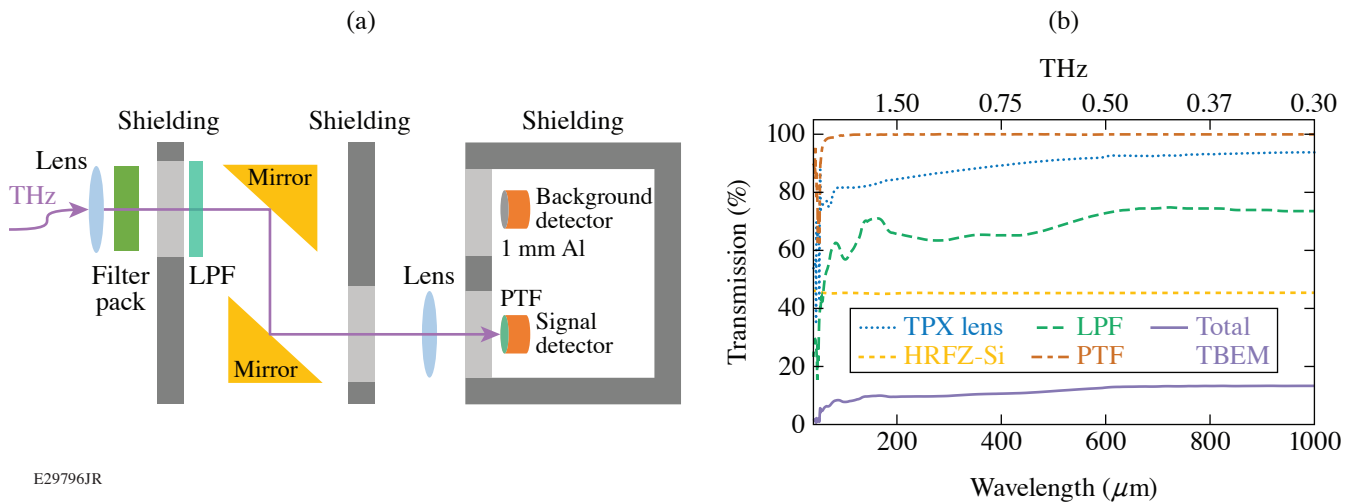 (a)
Shielding
Shielding
Shielding
Lens
THz
Mirror
Background
detector
1 mm Al
Filter
pack
LPF
Lens
PTF
Signal
detector
Mirror
E29796JR
(b)
THz
1.50 0.75 0.50 0.37 0.30
Transmission (%)
100
80
60
40
20
0
TPX lens LPF Total
HRFZ-Si PTF TBEM
200 400 600 800 1000
Wavelength (μm)